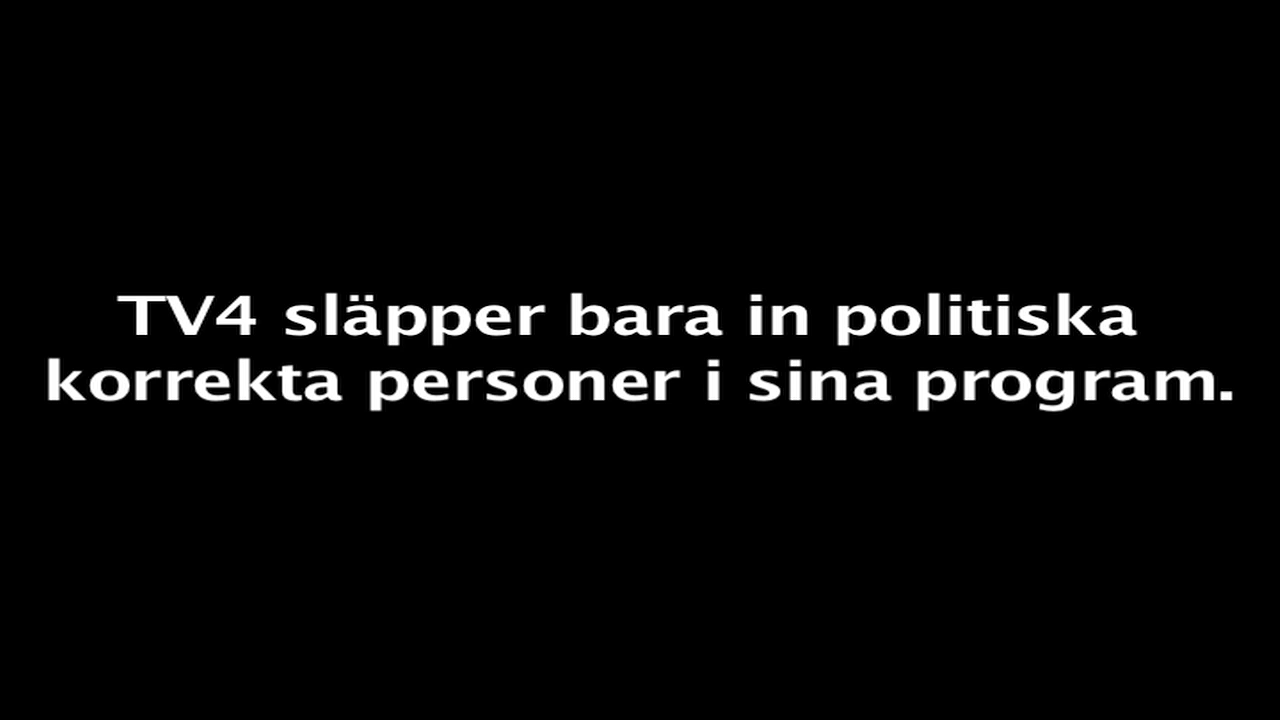 TV4 släpper bara in politiska
korrekta personer i sina program.